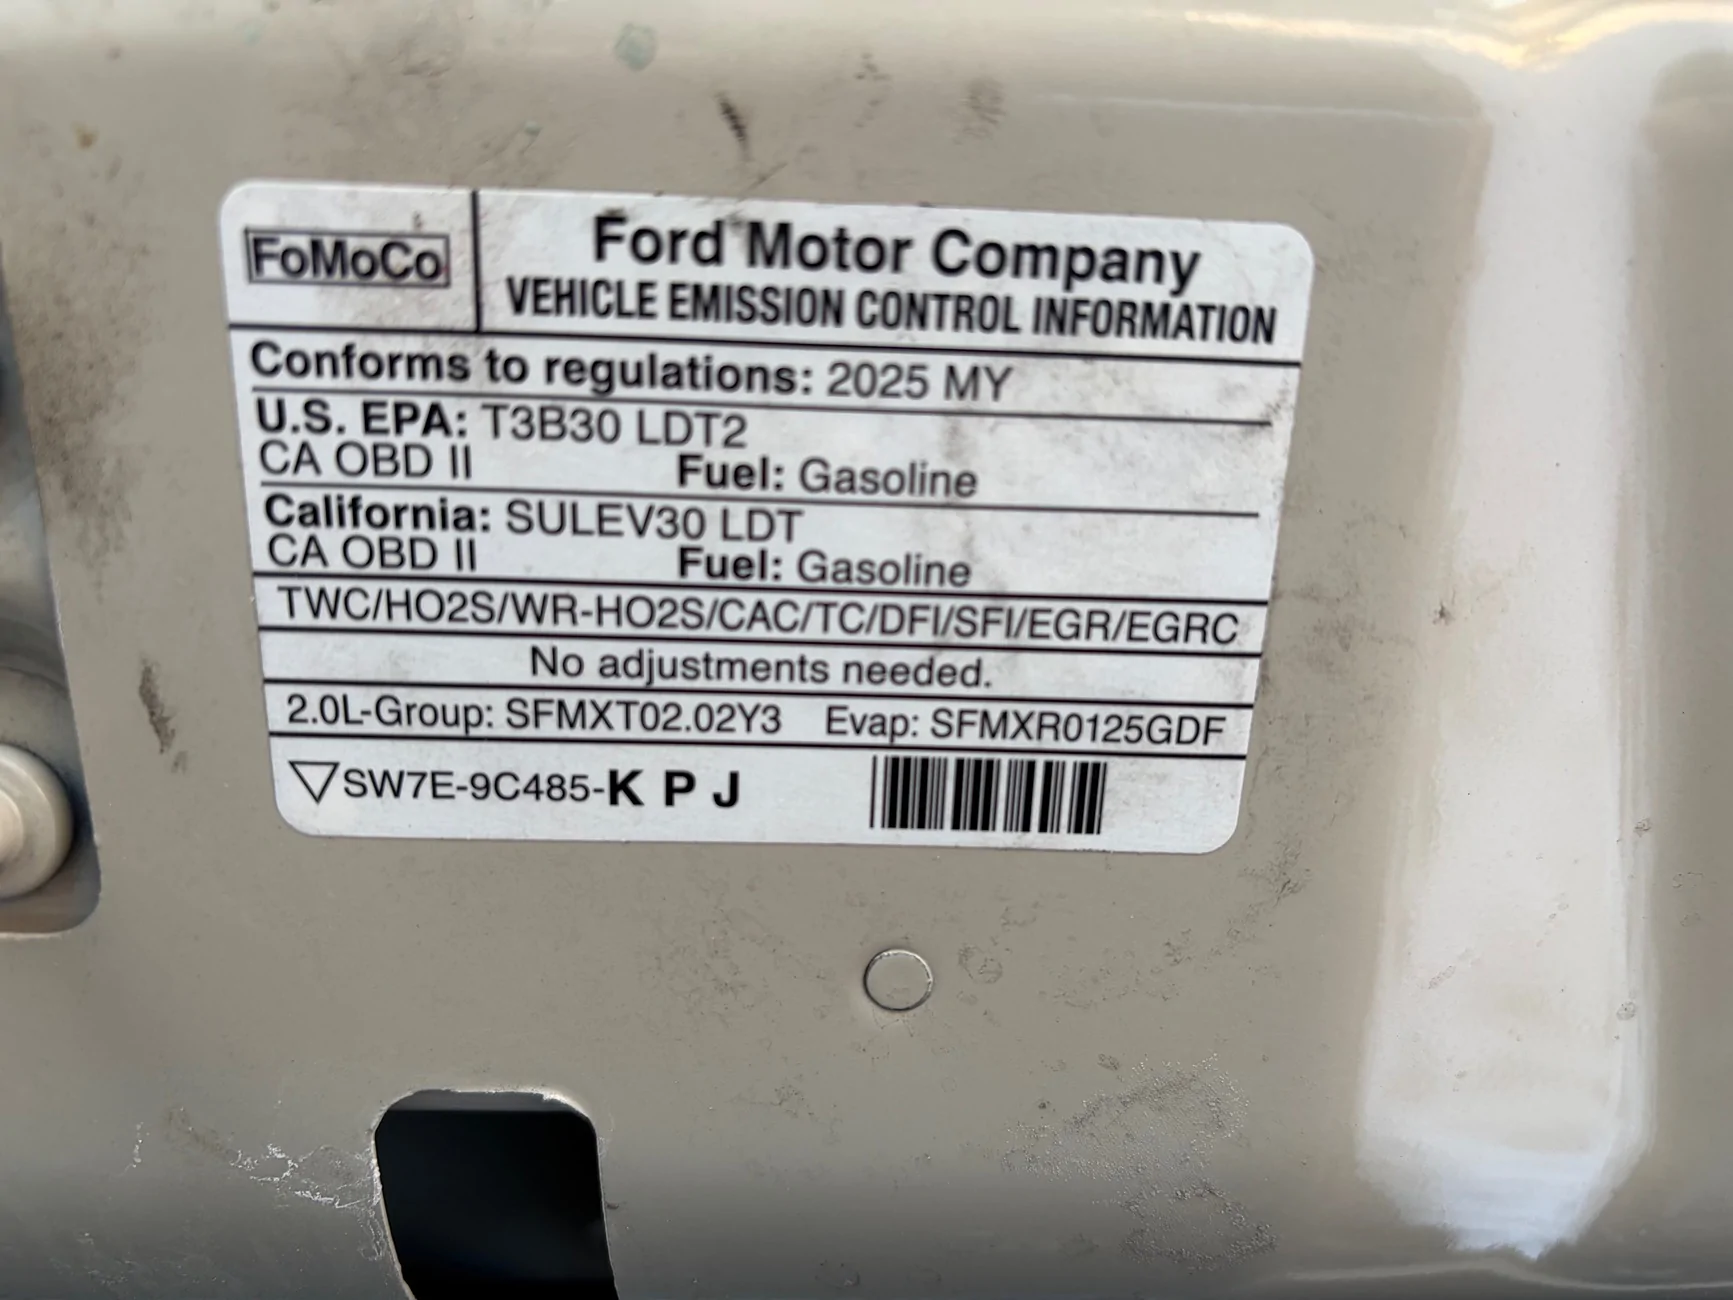 FoMoCo
Ford Motor Company
VEHICLE EMISSION CONTROL INFORMATION
Conforms to regulations: 2025 MY
U.S. EPA: T3B30 LDT2
CA OBD II Fuel: Gasoline
California: SULEV30 LDT
CA OBD II Fuel: Gasoline
TWC/HO2S/WR-HO2S/CAC/TC/DFI/SFI/EGR/EGRC
No adjustments needed.
2.0L-Group: SFMXT02.02Y3 Evap: SFMXR0125GDF
▽SW7E-9C485-K P J